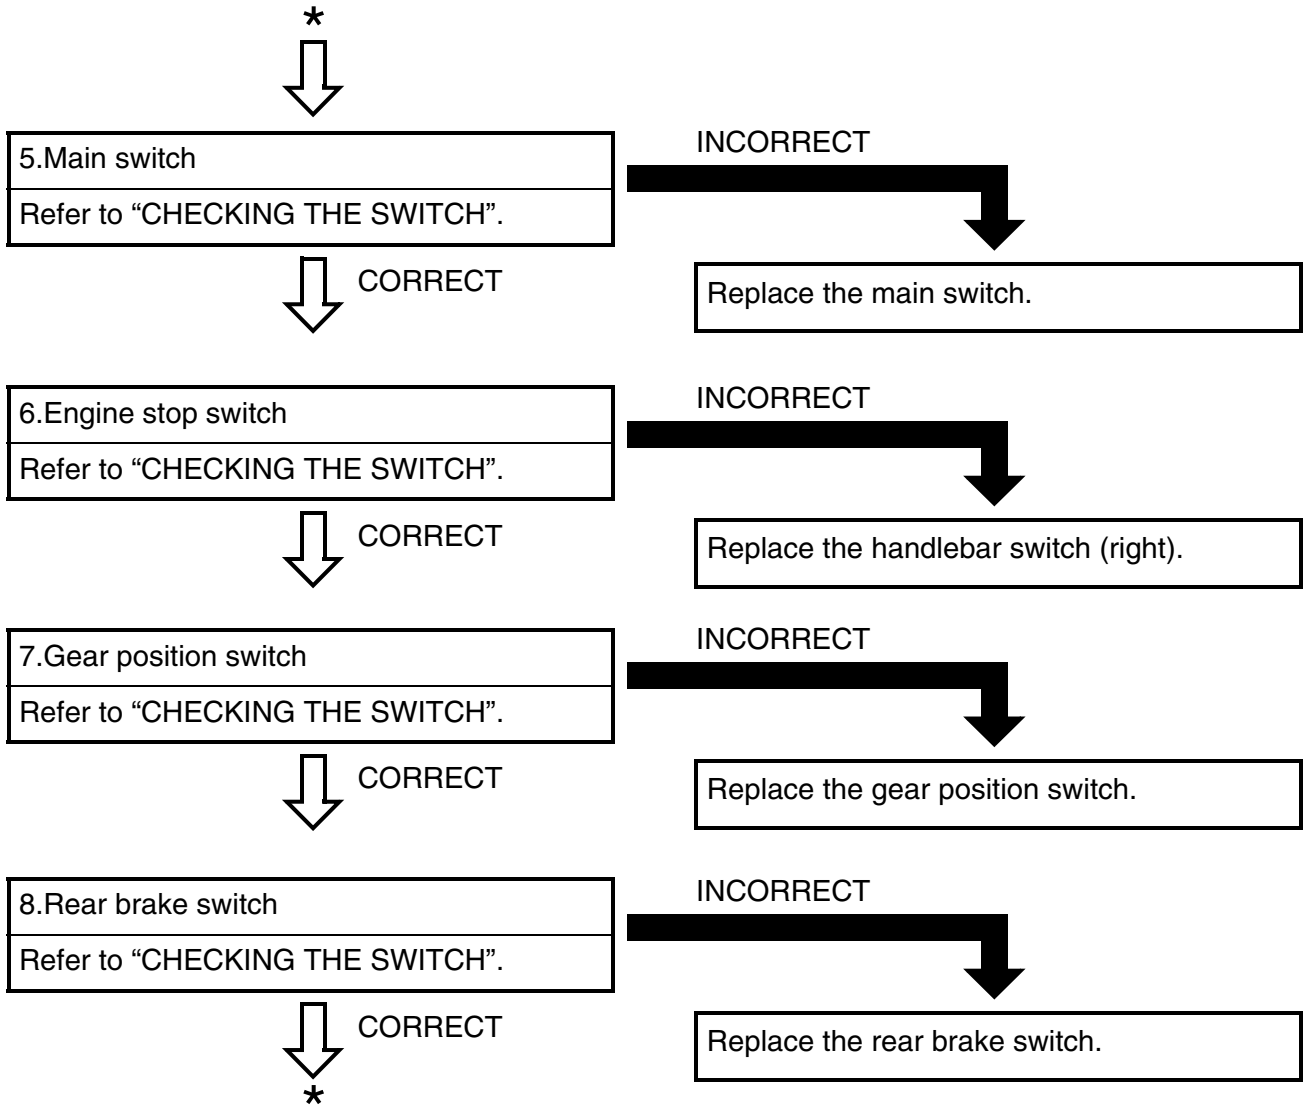 *
5.Main switch
INCORRECT
Refer to “CHECKING THE SWITCH”.
CORRECT
Replace the main switch.
6.Engine stop switch
INCORRECT
Refer to “CHECKING THE SWITCH”.
CORRECT
Replace the handlebar switch (right).
7.Gear position switch
INCORRECT
Refer to “CHECKING THE SWITCH”.
CORRECT
Replace the gear position switch.
8.Rear brake switch
INCORRECT
Refer to “CHECKING THE SWITCH”.
CORRECT
Replace the rear brake switch.
*